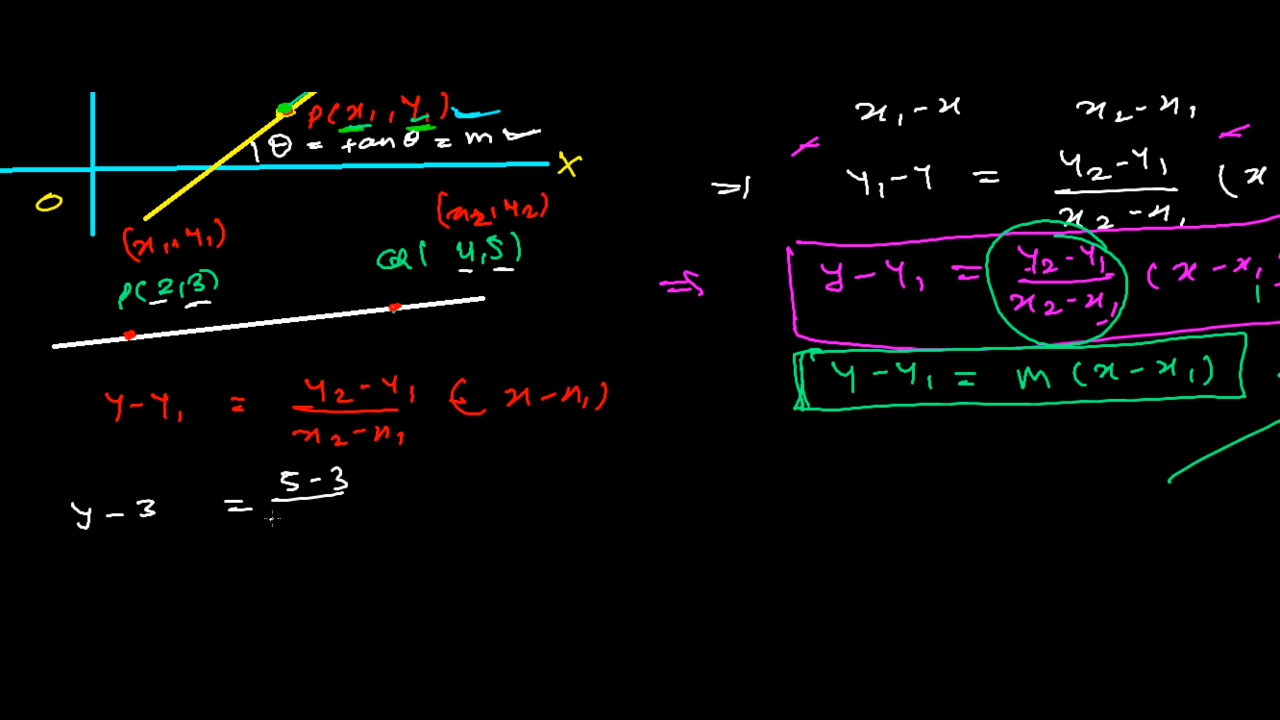 P(x₁, y₁)
θ = tanθ = m
X
O
(x₁, y₁)
(x₂, y₂)
P(2,3)
Q( 4,5)
y-y₁ = y₂-y₁/x₂-x₁ (x-x₁)
y-3 = 5-3
x₁-x x₂-x₁
⇒ y₁-y = y₂-y₁/x₂-x₁ (x
⇒ y-y₁ = y₂-y₁/x₂-x₁ (x-x₁)
y-y₁ = m(x-x₁)